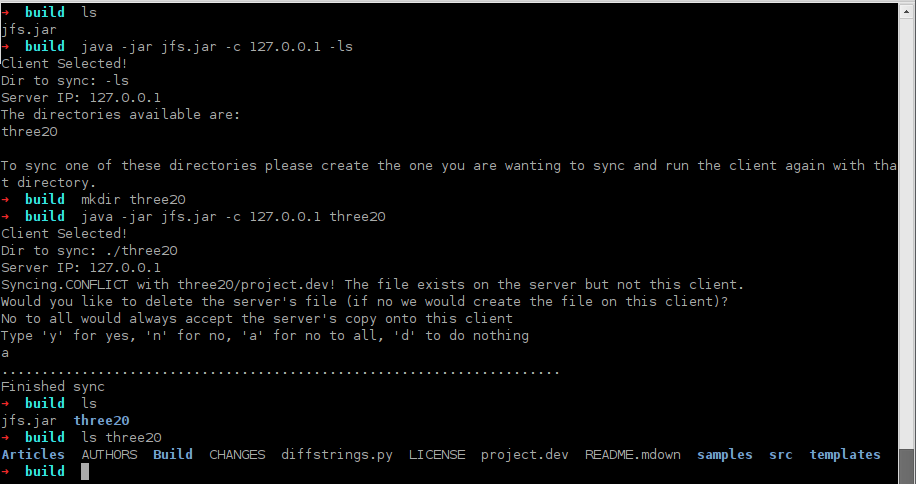 ➜  build  ls
jfs.jar
➜  build  java -jar jfs.jar -c 127.0.0.1 -ls
Client Selected!
Dir to sync: -ls
Server IP: 127.0.0.1
The directories available are:
three20
To sync one of these directories please create the one you are wanting to sync and run the client again with tha
t directory.
➜  build  mkdir three20
➜  build  java -jar jfs.jar -c 127.0.0.1 three20
Client Selected!
Dir to sync: ./three20
Server IP: 127.0.0.1
Syncing.CONFLICT with three20/project.dev! The file exists on the server but not this client.
Would you like to delete the server's file (if no we would create the file on this client)?
No to all would always accept the server's copy onto this client
Type 'y' for yes, 'n' for no, 'a' for no to all, 'd' to do nothing
a
......................................................................
Finished sync
➜  build  ls
jfs.jar  three20
➜  build  ls three20
Articles  AUTHORS  Build  CHANGES  diffstrings.py  LICENSE  project.dev  README.mdown  samples  src  templates
➜  build